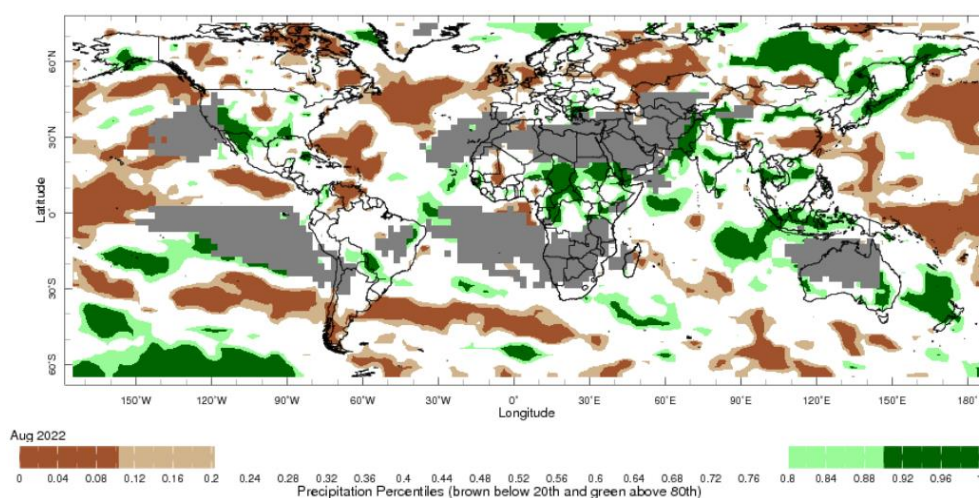 60°N
30°N
0°
30°S
60°S
Latitude
150°W 120°W 90°W 60°W 30°W 0° 30°E 60°E 90°E 120°E 150°E 180°
Longitude
Aug 2022
0 0.04 0.08 0.12 0.16 0.2 0.24 0.28 0.32 0.36 0.4 0.44 0.48 0.52 0.56 0.6 0.64 0.68 0.72 0.76 0.8 0.84 0.88 0.92 0.96
Precipitation Percentiles (brown below 20th and green above 80th)